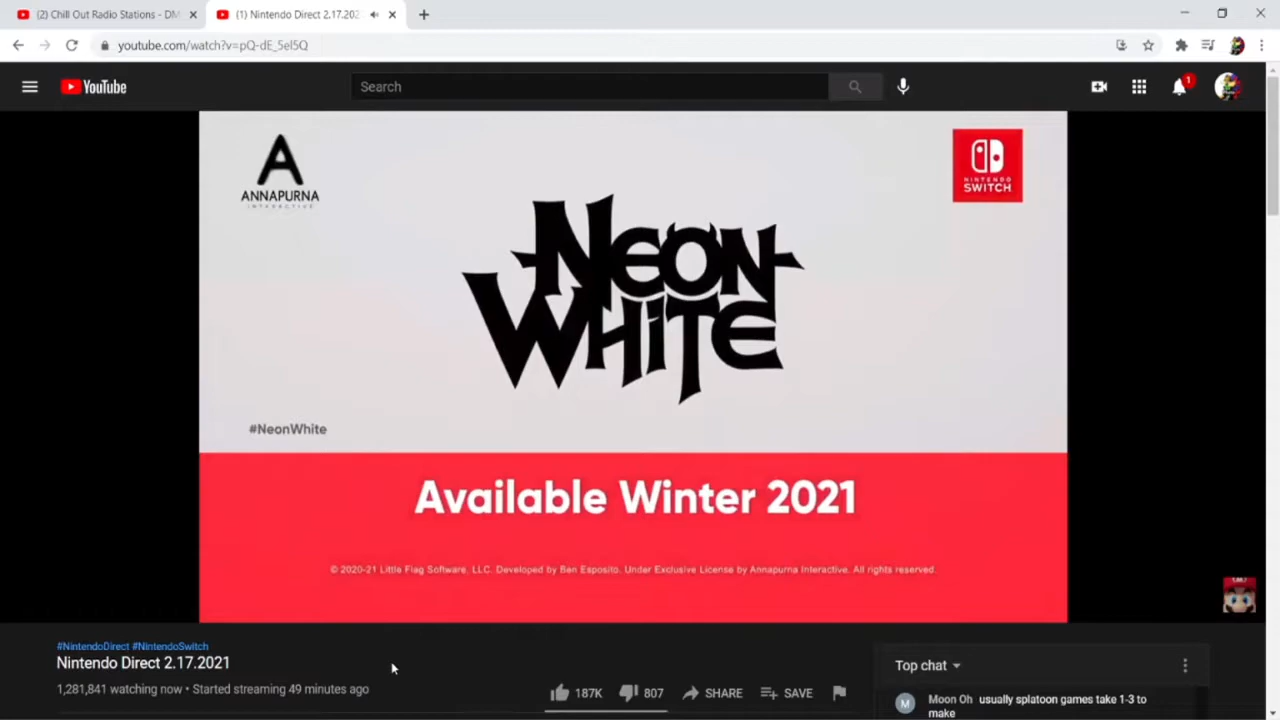 (2) Chill Out Radio Stations - DM
(1) Nintendo Direct 2.17.202
youtube.com/watch?v=pQ-dE_5eI5Q
YouTube
Search
1
A
ANNAPURNA
INTERACTIVE
NINTENDO
SWITCH
NEON
WHITE
#NeonWhite
Available Winter 2021
© 2020-21 Little Flag Software, LLC. Developed by Ben Esposito. Under Exclusive License by Annapurna Interactive. All rights reserved.
#NintendoDirect #NintendoSwitch
Nintendo Direct 2.17.2021
1,281,841 watching now • Started streaming 49 minutes ago
187K 807 SHARE SAVE
Top chat
M
Moon Oh usually splatoon games take 1-3 to
make